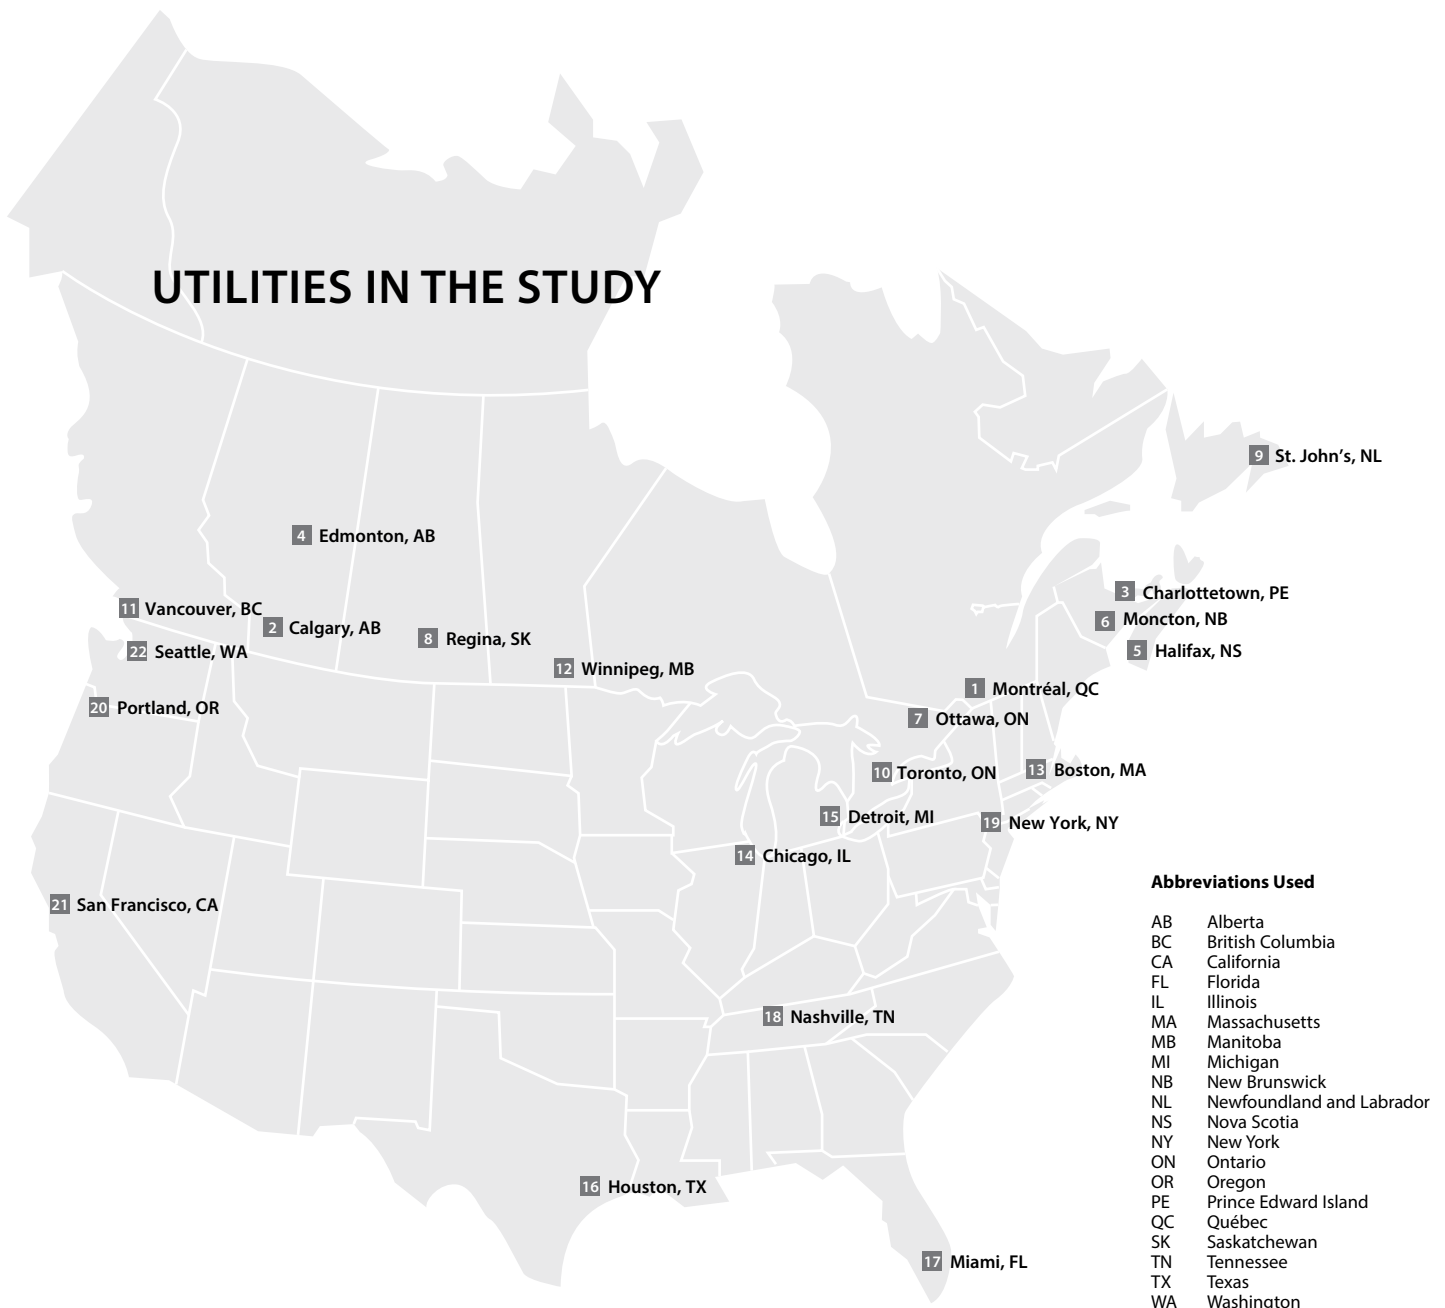 UTILITIES IN THE STUDY
9 St. John’s, NL
4 Edmonton, AB
3 Charlottetown, PE
11 Vancouver, BC
6 Moncton, NB
2 Calgary, AB
8 Regina, SK
5 Halifax, NS
22 Seattle, WA
12 Winnipeg, MB
1 Montréal, QC
20 Portland, OR
7 Ottawa, ON
10 Toronto, ON
13 Boston, MA
15 Detroit, MI
19 New York, NY
14 Chicago, IL
21 San Francisco, CA
18 Nashville, TN
16 Houston, TX
17 Miami, FL
Abbreviations Used
AB Alberta
BC British Columbia
CA California
FL Florida
IL Illinois
MA Massachusetts
MB Manitoba
MI Michigan
NB New Brunswick
NL Newfoundland and Labrador
NS Nova Scotia
NY New York
ON Ontario
OR Oregon
PE Prince Edward Island
QC Québec
SK Saskatchewan
TN Tennessee
TX Texas
WA Washington